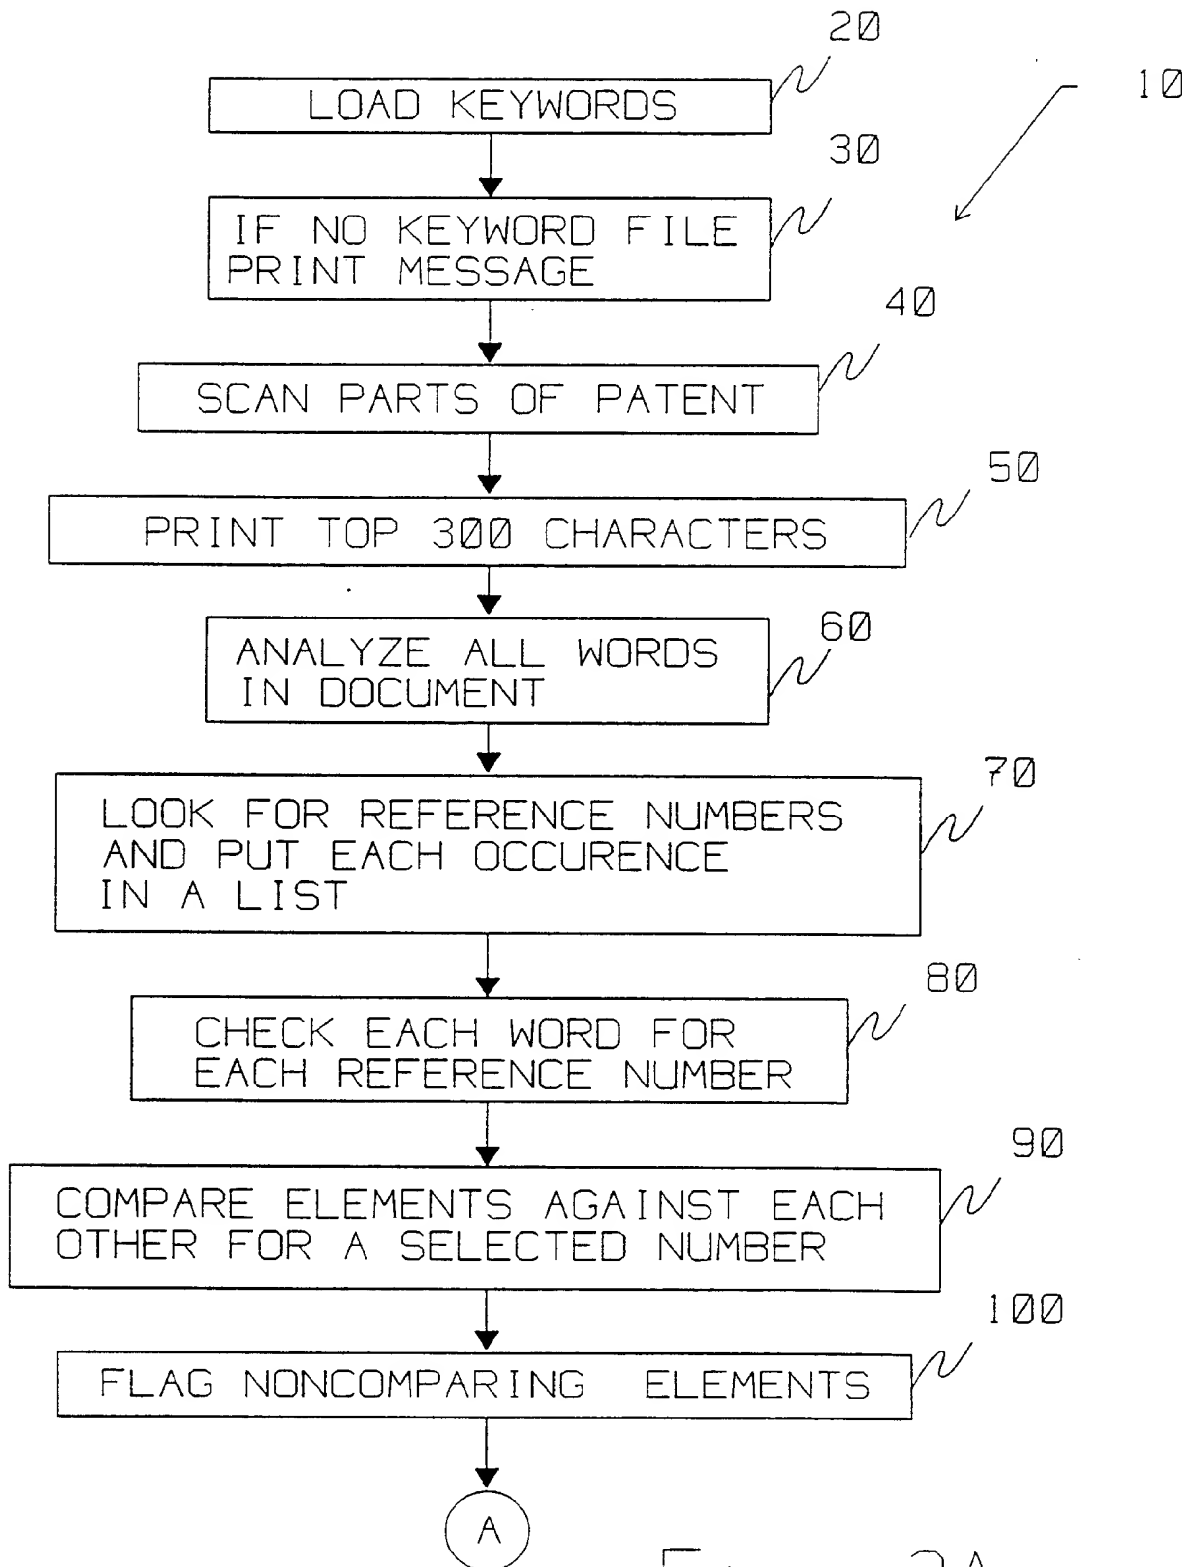 20
10
LOAD KEYWORDS
30
IF NO KEYWORD FILE
PRINT MESSAGE
40
SCAN PARTS OF PATENT
50
PRINT TOP 300 CHARACTERS
60
ANALYZE ALL WORDS
IN DOCUMENT
70
LOOK FOR REFERENCE NUMBERS
AND PUT EACH OCCURENCE
IN A LIST
80
CHECK EACH WORD FOR
EACH REFERENCE NUMBER
90
COMPARE ELEMENTS AGAINST EACH
OTHER FOR A SELECTED NUMBER
100
FLAG NONCOMPARING ELEMENTS
A